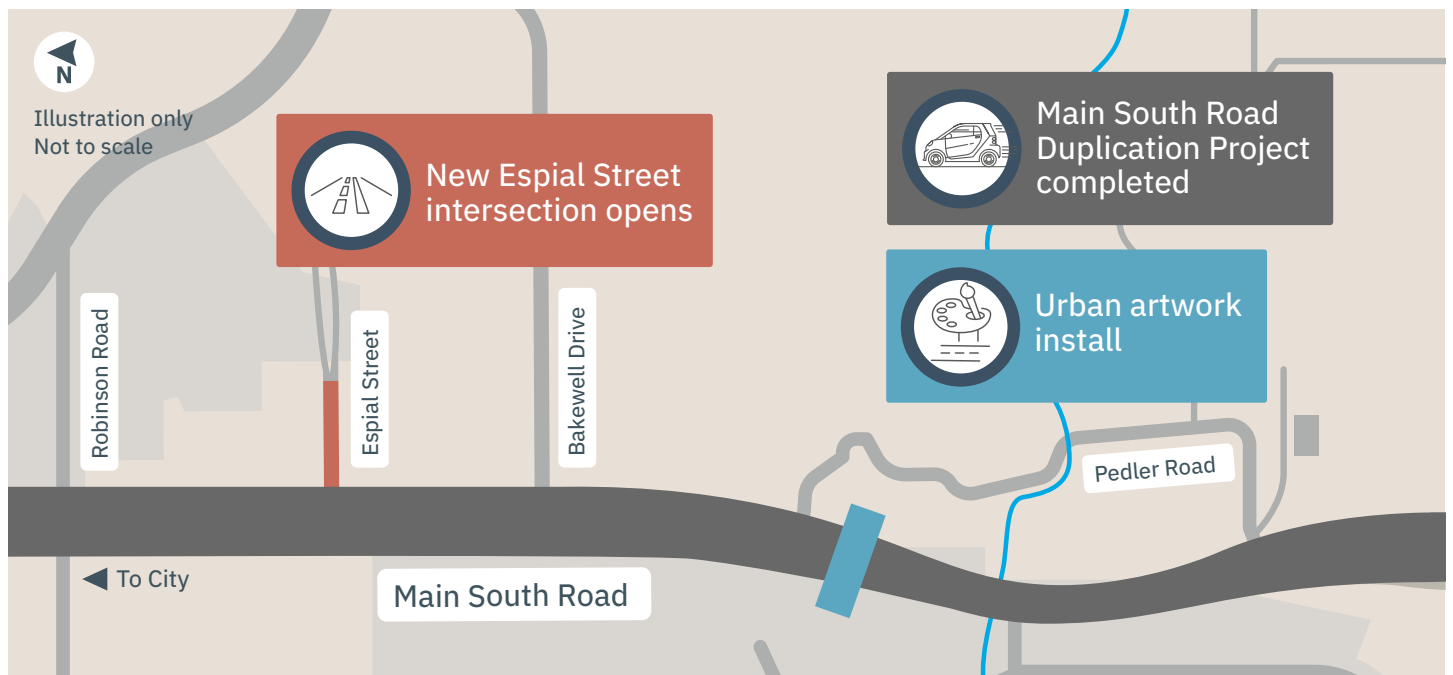 N
Illustration only
Not to scale
New Espial Street
intersection opens
Main South Road
Duplication Project
completed
Urban artwork
install
Robinson Road
Espial Street
Bakewell Drive
Pedler Road
To City
Main South Road